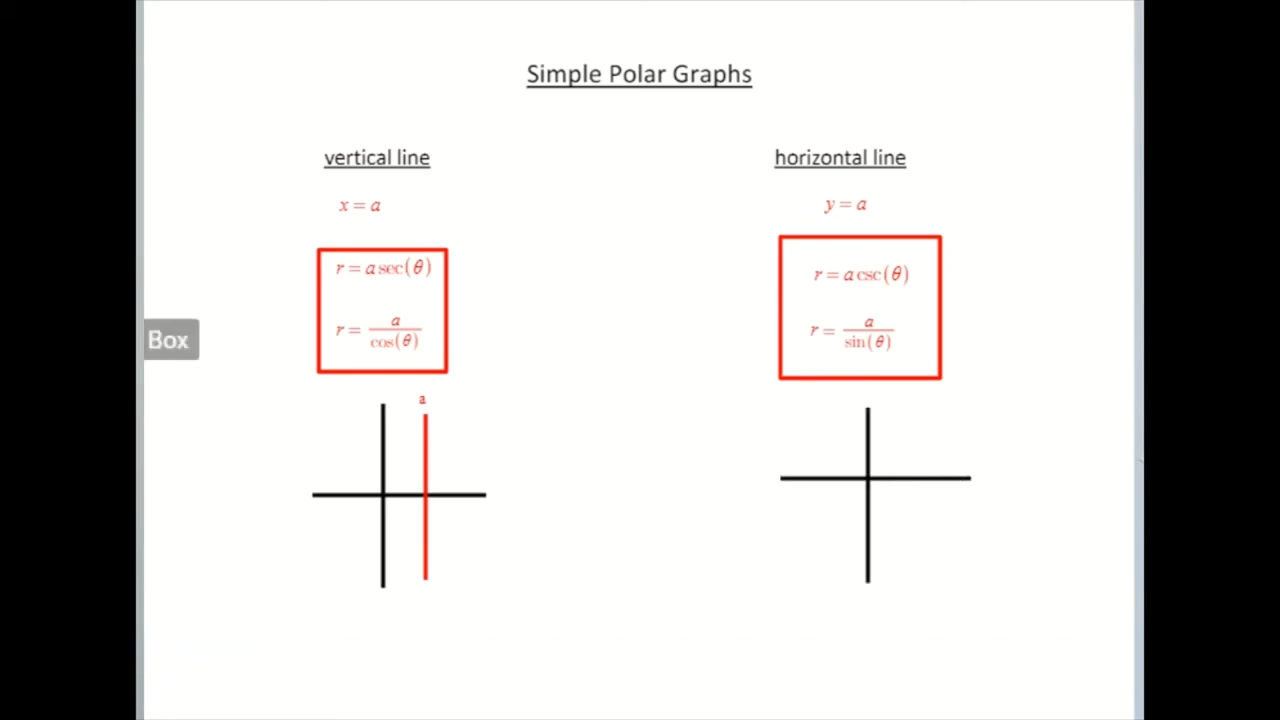 Simple Polar Graphs
vertical line
x = a
r = a sec(θ)
r = a/cos(θ)
a
horizontal line
y = a
r = a csc(θ)
r = a/sin(θ)
Box